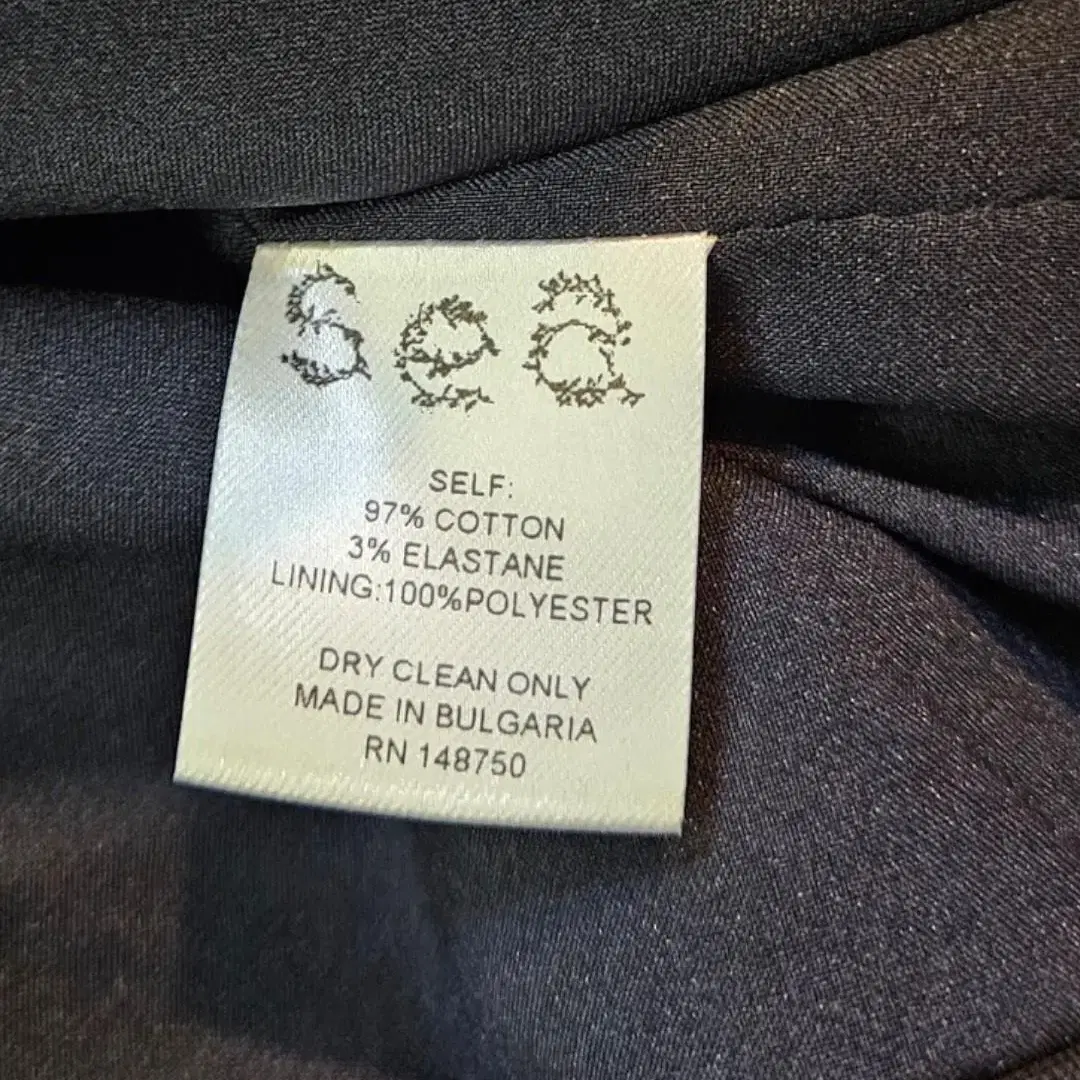 sea
SELF:
97% COTTON
3% ELASTANE
LINING:100%POLYESTER
DRY CLEAN ONLY
MADE IN BULGARIA
RN 148750